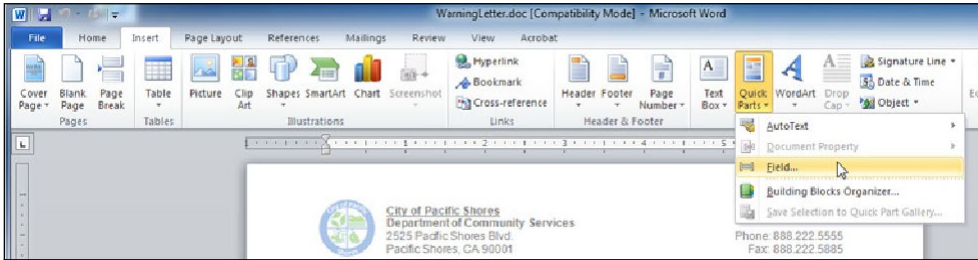 WarningLetter.doc [Compatibility Mode] - Microsoft Word
File Home Insert Page Layout References Mailings Review View Acrobat
Cover Page Blank Page Page Break Table Picture Clip Art Shapes SmartArt Chart Screenshot Hyperlink Bookmark Cross-reference Header Footer Page Number Text Box Quick Parts WordArt Drop Cap Signature Line Date & Time Object
Pages Tables Illustrations Links Header & Footer
AutoText
Document Property
Field...
Building Blocks Organizer...
Save Selection to Quick Part Gallery...
City of Pacific Shores
Department of Community Services
2525 Pacific Shores Blvd.
Pacific Shores, CA 90001
Phone: 888.222.5555
Fax: 888.222.5885